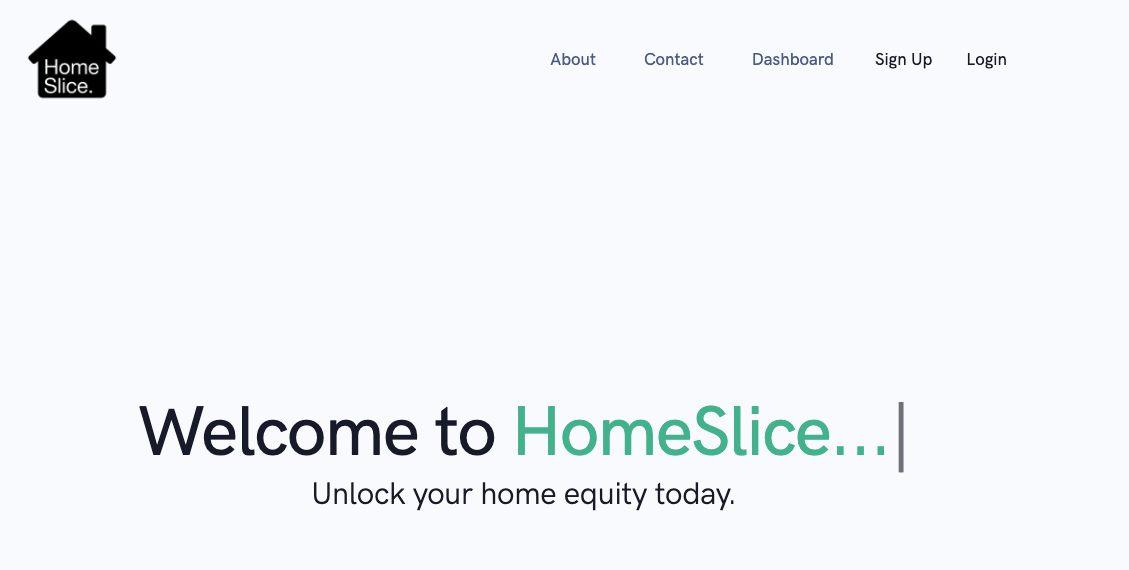 Home
Slice.
About Contact Dashboard Sign Up Login
Welcome to HomeSlice...|
Unlock your home equity today.